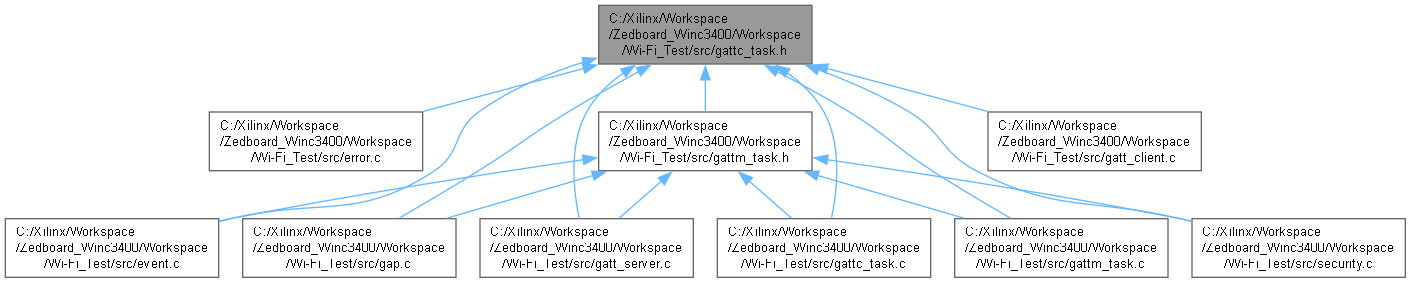 C:/Xilinx/Workspace
/Zedboard_Winc3400/Workspace
/Wi-Fi_Test/src/gattc_task.h
C:/Xilinx/Workspace
/Zedboard_Winc3400/Workspace
/Wi-Fi_Test/src/error.c
C:/Xilinx/Workspace
/Zedboard_Winc3400/Workspace
/Wi-Fi_Test/src/gattm_task.h
C:/Xilinx/Workspace
/Zedboard_Winc3400/Workspace
/Wi-Fi_Test/src/gatt_client.c
C:/Xilinx/Workspace
/Zedboard_Winc3400/Workspace
/Wi-Fi_Test/src/event.c
C:/Xilinx/Workspace
/Zedboard_Winc3400/Workspace
/Wi-Fi_Test/src/gap.c
C:/Xilinx/Workspace
/Zedboard_Winc3400/Workspace
/Wi-Fi_Test/src/gatt_server.c
C:/Xilinx/Workspace
/Zedboard_Winc3400/Workspace
/Wi-Fi_Test/src/gattc_task.c
C:/Xilinx/Workspace
/Zedboard_Winc3400/Workspace
/Wi-Fi_Test/src/gattm_task.c
C:/Xilinx/Workspace
/Zedboard_Winc3400/Workspace
/Wi-Fi_Test/src/security.c